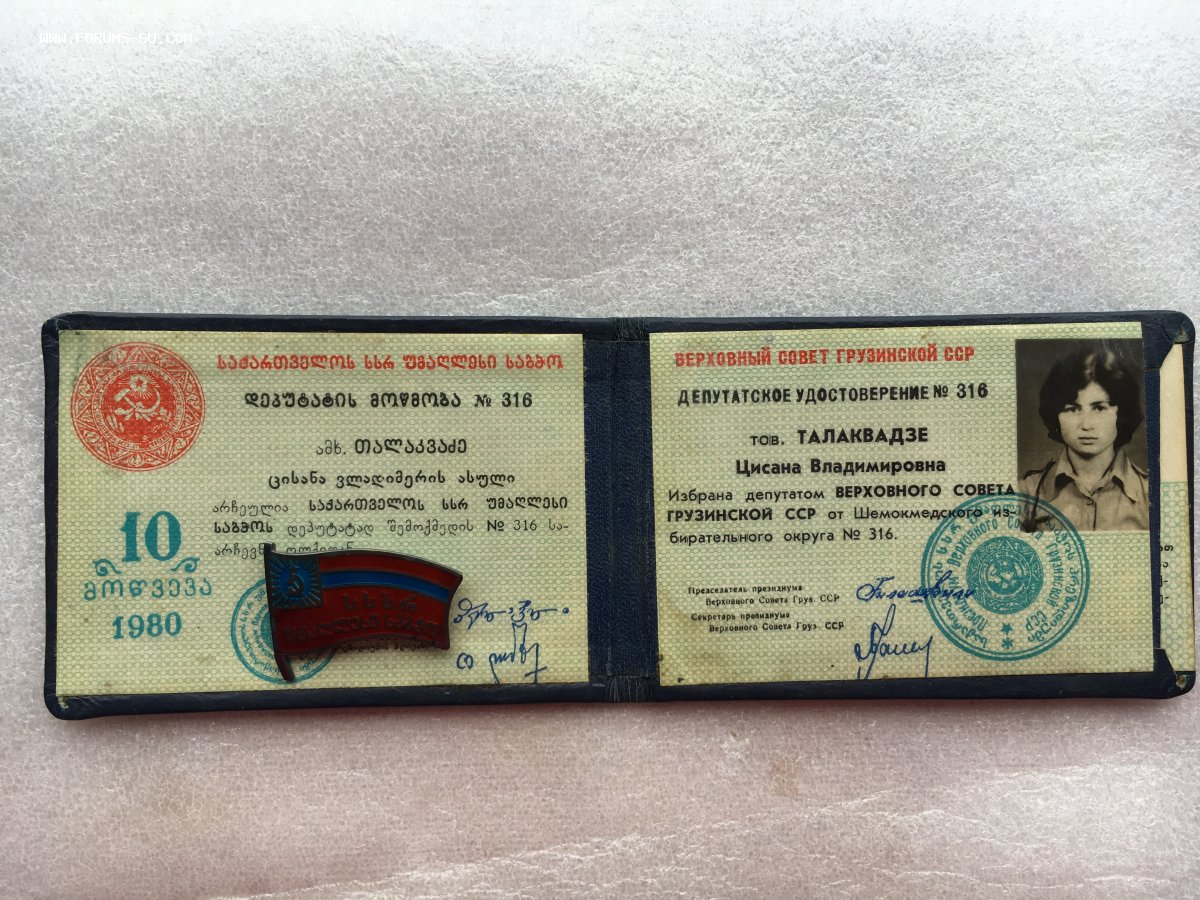 WWW.FORUMS-SU.COM
საქართველოს სსრ უმაღლესი საბჭო
დეპუტატის მოწმობა № 316
ამხ. თალაკვაძე
ცისანა ვლადიმერის ასული
არჩეულია საქართველოს სსრ უმაღლესი
საბჭოს დეპუტატად შემოქმედის № 316 სა-
არჩევნო ოლქიდან
10
მოწვევა
1980
სსსრ
ВЕРХОВНЫЙ СОВЕТ ГРУЗИНСКОЙ ССР
ДЕПУТАТСКОЕ УДОСТОВЕРЕНИЕ № 316
тов. ТАЛАКВАДЗЕ
Цисана Владимировна
Избрана депутатом ВЕРХОВНОГО СОВЕТА
ГРУЗИНСКОЙ ССР от Шемокмедского из-
бирательного округа № 316.
Председатель президиума
Верховного Совета Груз. ССР
Секретарь президиума
Верховного Совета Груз. ССР